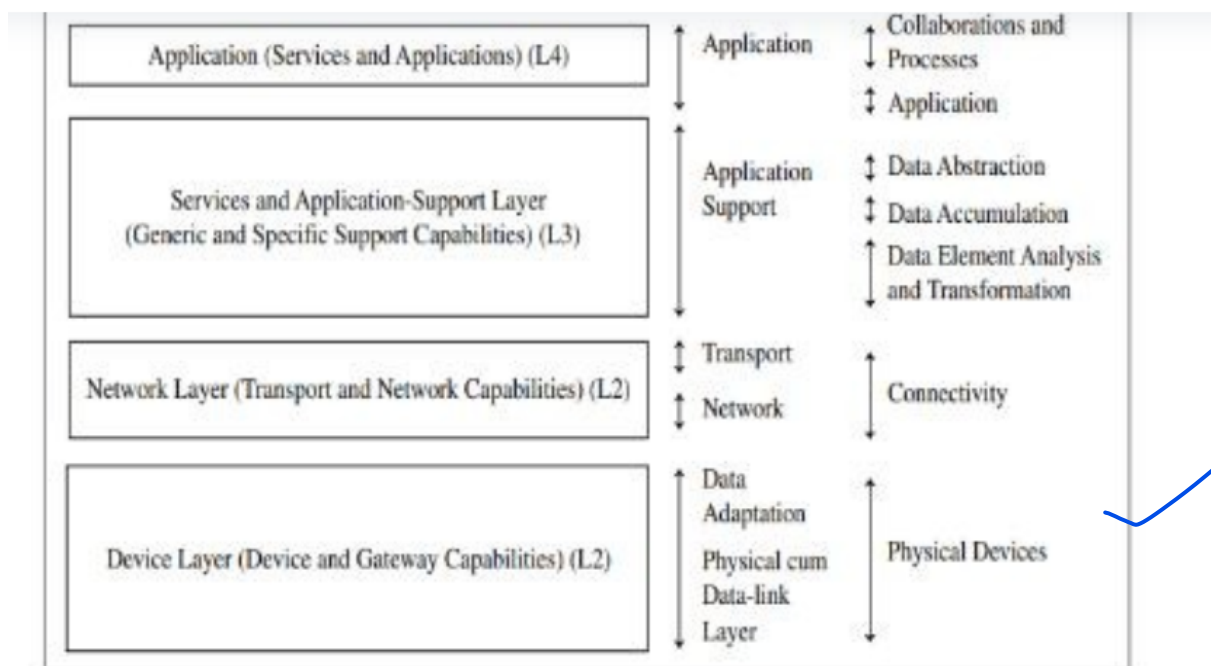 Application (Services and Applications) (L4)
Application
Collaborations and
Processes
Application
Services and Application-Support Layer
(Generic and Specific Support Capabilities) (L3)
Application
Support
Data Abstraction
Data Accumulation
Data Element Analysis
and Transformation
Network Layer (Transport and Network Capabilities) (L2)
Transport
Network
Connectivity
Device Layer (Device and Gateway Capabilities) (L2)
Data
Adaptation
Physical cum
Data-link
Layer
Physical Devices